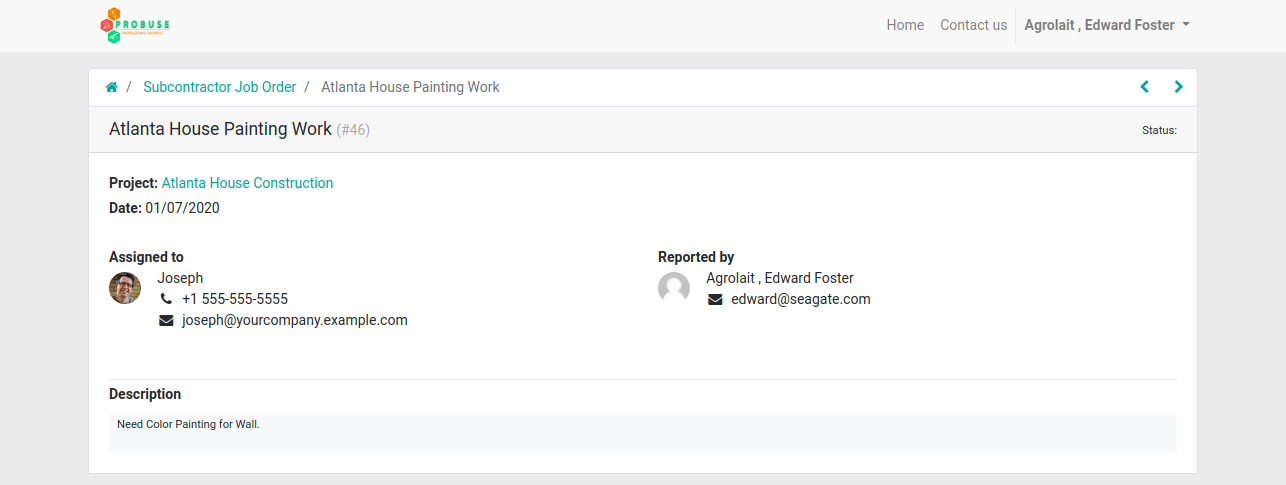 PROBUSE
Home Contact us Agrolait , Edward Foster
/ Subcontractor Job Order / Atlanta House Painting Work
Atlanta House Painting Work (#46) Status:
Project: Atlanta House Construction
Date: 01/07/2020
Assigned to Reported by
Joseph Agrolait , Edward Foster
+1 555-555-5555 edward@seagate.com
joseph@yourcompany.example.com
Description
Need Color Painting for Wall.